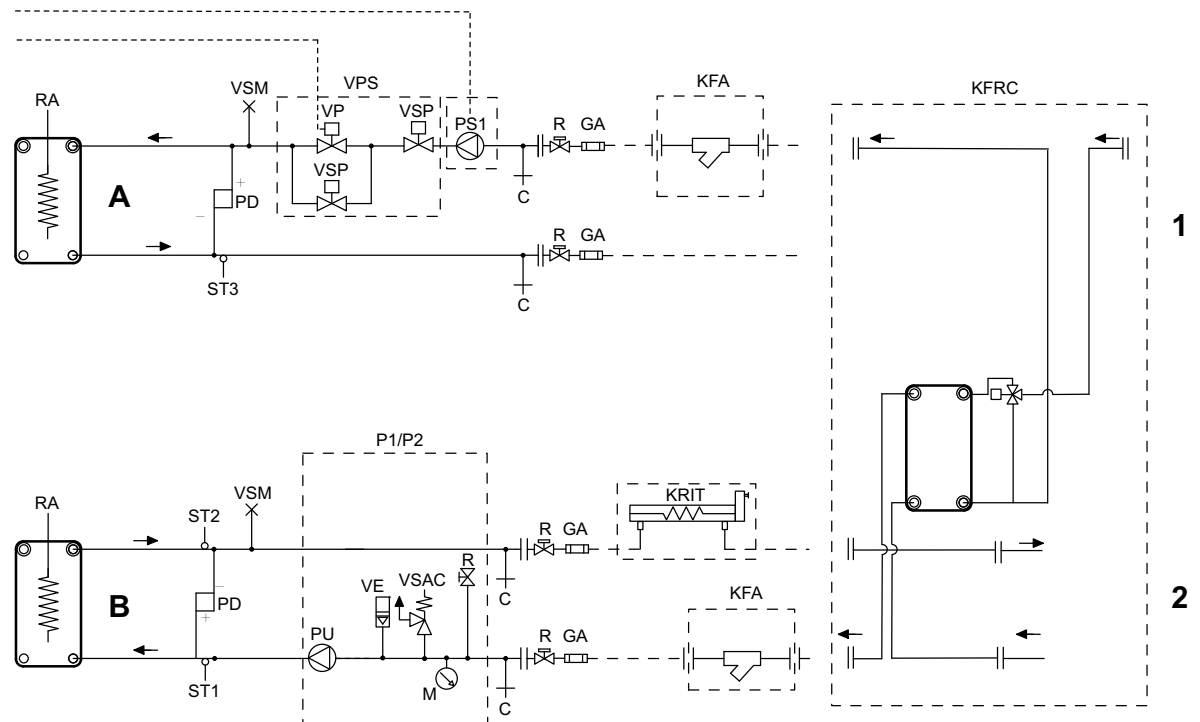 KFA
KFRC
VPS
VSM
RA
VP
VSP
PS1
R GA
+
A
VSP
PD
-
C
1
R GA
ST3
C
P1/P2
KRIT
RA
ST2
VSM
R GA
-
R
VE
VSAC
C
KFA
2
B
PD
+
PU
R GA
ST1
M
C